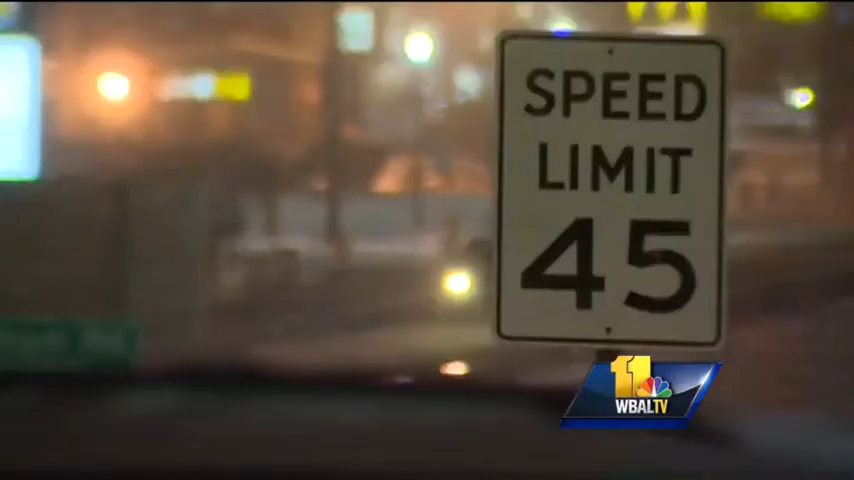 SPEED
LIMIT
45
11
WBALTV